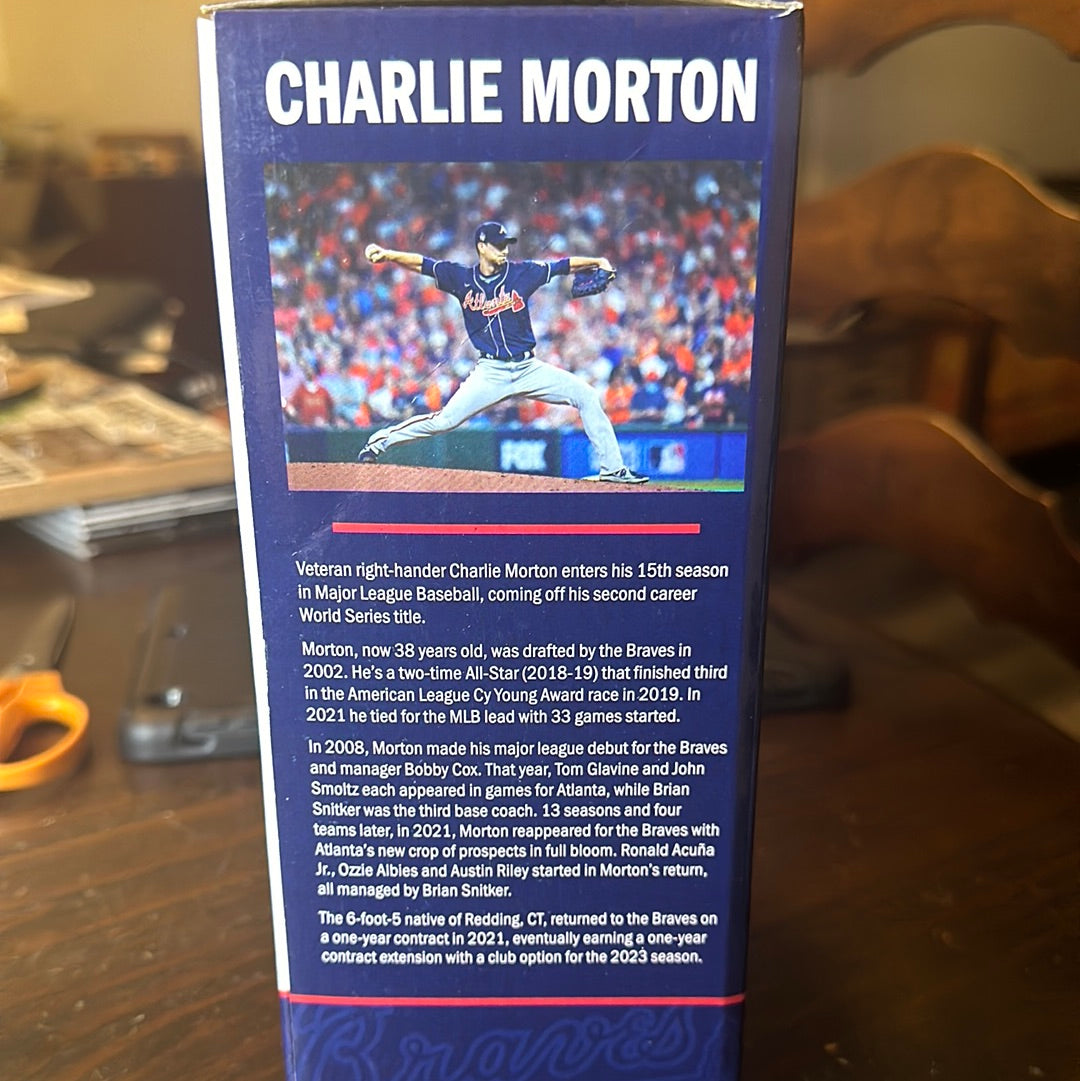 CHARLIE MORTON
Atlanta
FOX
Veteran right-hander Charlie Morton enters his 15th season
in Major League Baseball, coming off his second career
World Series title.
Morton, now 38 years old, was drafted by the Braves in
2002. He's a two-time All-Star (2018-19) that finished third
in the American League Cy Young Award race in 2019. In
2021 he tied for the MLB lead with 33 games started.
In 2008, Morton made his major league debut for the Braves
and manager Bobby Cox. That year, Tom Glavine and John
Smoltz each appeared in games for Atlanta, while Brian
Snitker was the third base coach. 13 seasons and four
teams later, in 2021, Morton reappeared for the Braves with
Atlanta's new crop of prospects in full bloom. Ronald Acuña
Jr., Ozzie Albies and Austin Riley started in Morton's return,
all managed by Brian Snitker.
The 6-foot-5 native of Redding, CT, returned to the Braves on
a one-year contract in 2021, eventually earning a one-year
contract extension with a club option for the 2023 season.
Braves